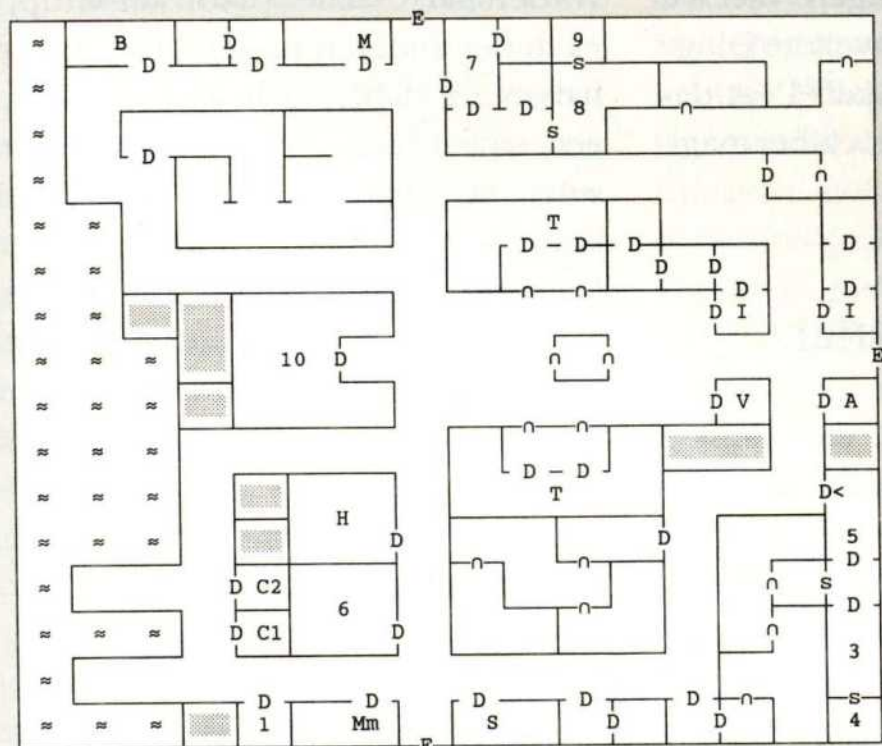 E
≈ B D M D 9
D D D 7 S ∩
≈ D
D D 8 ∩
≈ S
D
≈ D ∩
≈ ≈ T
D – D D D
≈ ≈ D D
∩ ∩ D D
≈ ≈ D I D I
≈ ≈ ≈ 10 D ∩ ∩ E
≈ ≈ ≈ D V D A
∩ ∩
≈ ≈ ≈
D – D
≈ ≈ ≈ T D<
H
≈ ≈ ≈ D D 5
∩ ∩ D
≈ D C2 ∩ S
6 ∩ D
≈ ≈ ≈ D C1 D ∩
3
≈
D D D D D ∩ S
≈ ≈ ≈ 1 Mm S D D 4
E